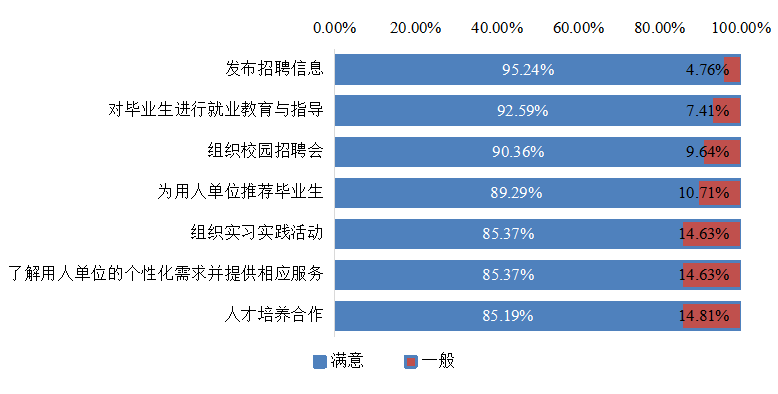 0.00% 20.00% 40.00% 60.00% 80.00% 100.00%
发布招聘信息 95.24% 4.76%
对毕业生进行就业教育与指导 92.59% 7.41%
组织校园招聘会 90.36% 9.64%
为用人单位推荐毕业生 89.29% 10.71%
组织实习实践活动 85.37% 14.63%
了解用人单位的个性化需求并提供相应服务 85.37% 14.63%
人才培养合作 85.19% 14.81%
满意 一般